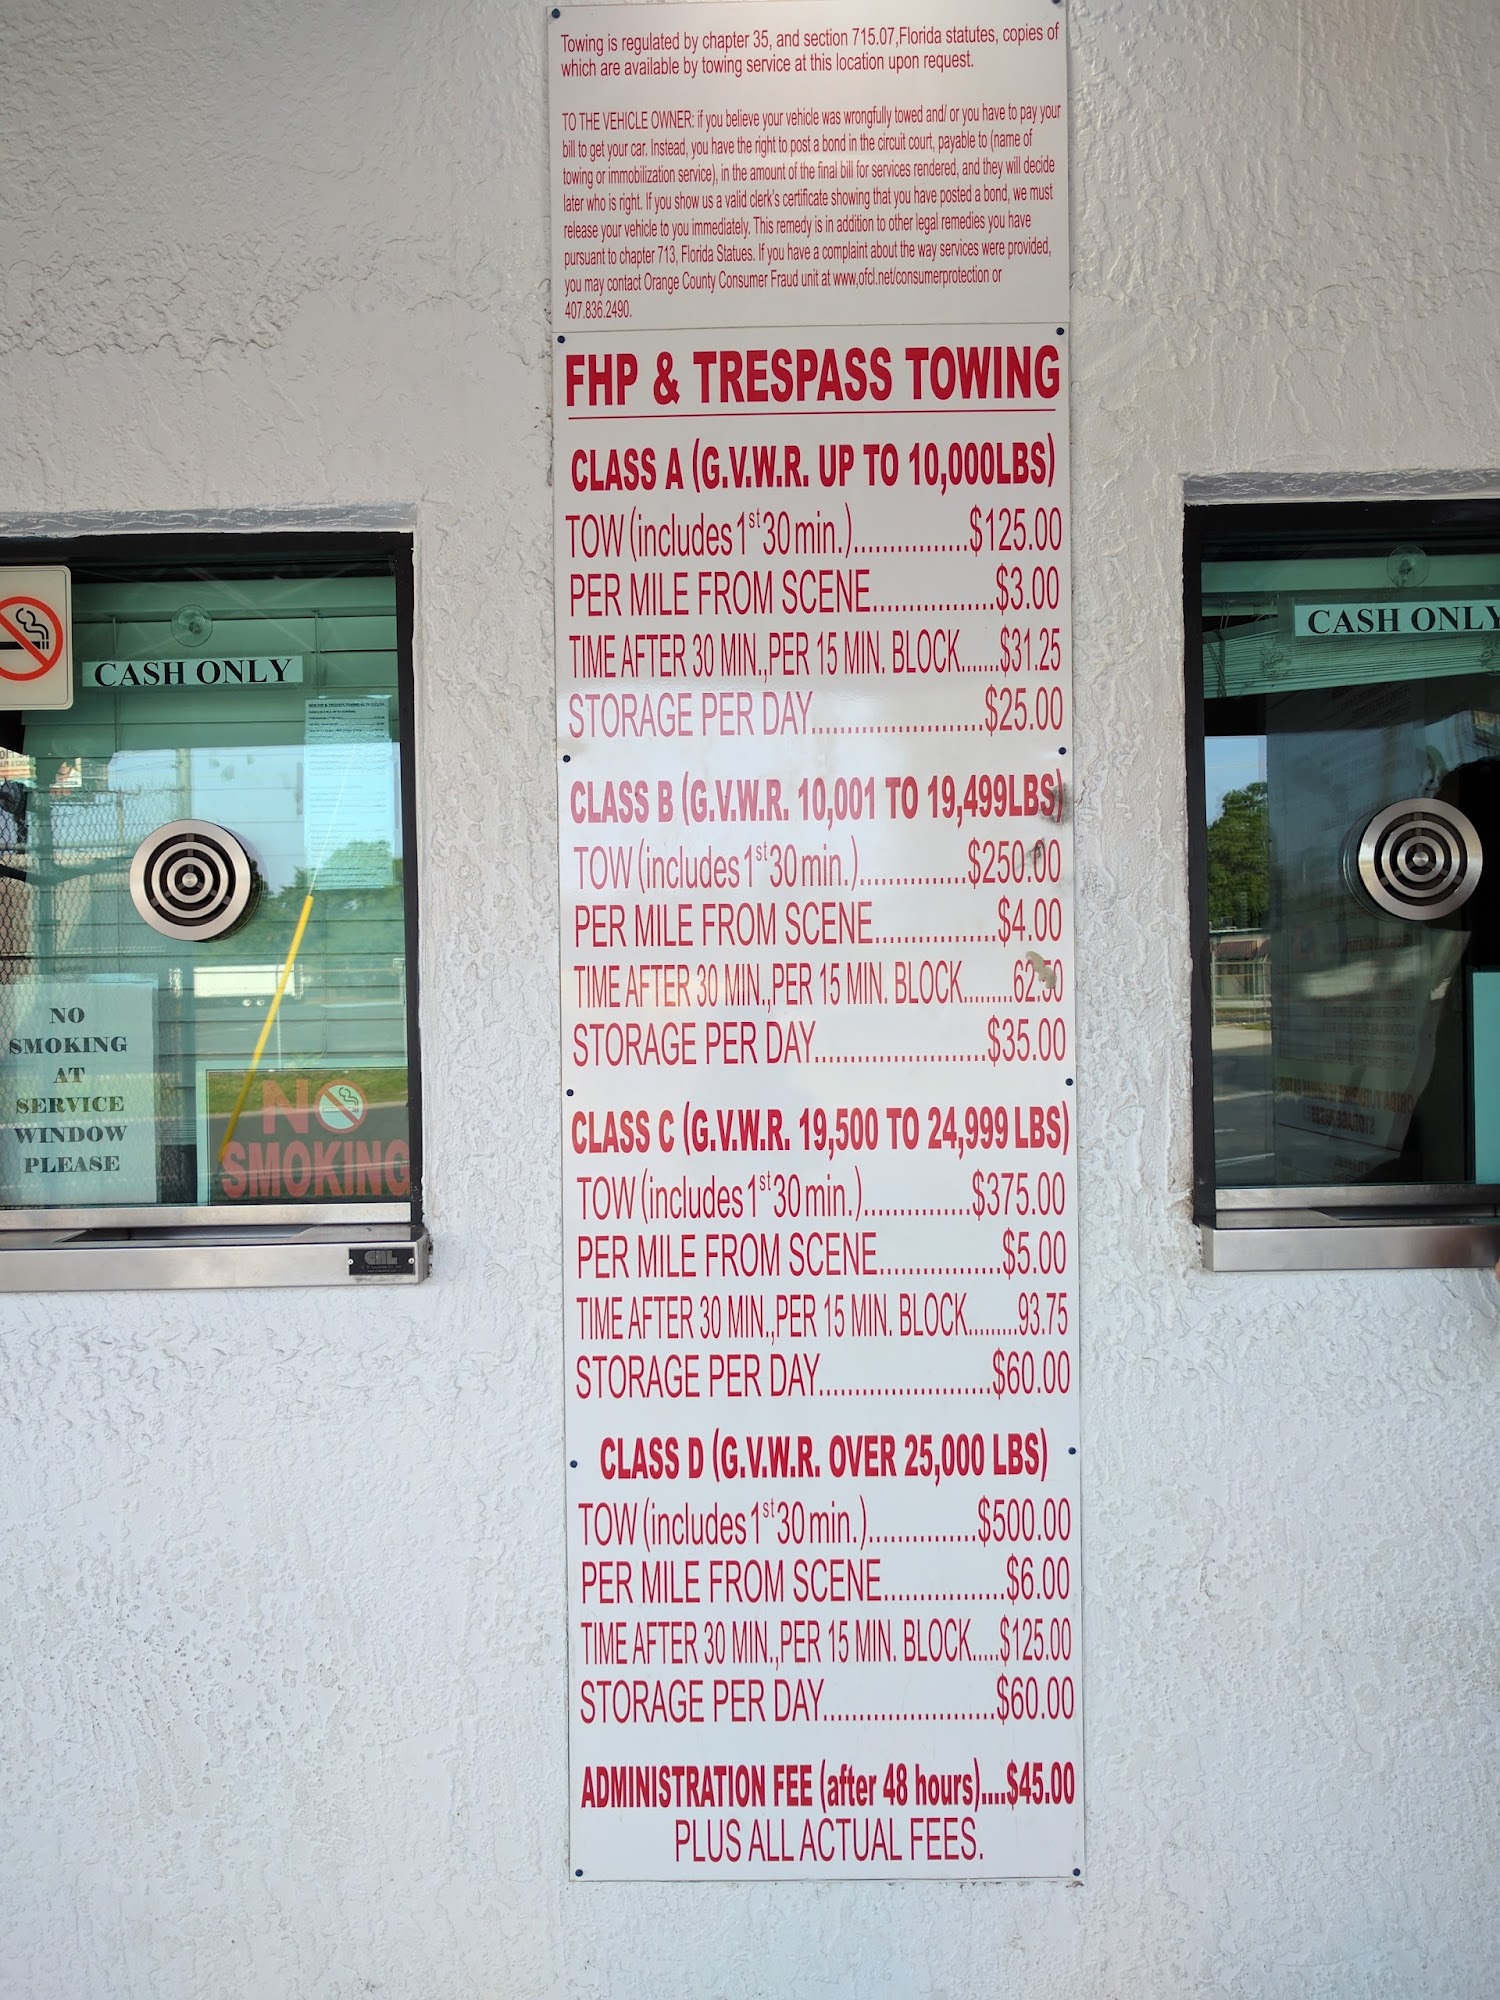 Towing is regulated by chapter 35, and section 715.07,Florida statutes, copies of
which are available by towing service at this location upon request.
TO THE VEHICLE OWNER: if you believe your vehicle was wrongfully towed and/ or you have to pay your
bill to get your car. Instead, you have the right to post a bond in the circuit court, payable to (name of
towing or immobilization service), in the amount of the final bill for services rendered, and they will decide
later who is right. If you show us a valid clerk's certificate showing that you have posted a bond, we must
release your vehicle to you immediately. This remedy is in addition to other legal remedies you have
pursuant to chapter 713, Florida Statues. If you have a complaint about the way services were provided,
you may contact Orange County Consumer Fraud unit at www,ofcl.net/consumerprotection or
407.836.2490.
FHP & TRESPASS TOWING
CLASS A (G.V.W.R. UP TO 10,000LBS)
TOW (includes 1st 30 min.)................$125.00
PER MILE FROM SCENE.................$3.00
TIME AFTER 30 MIN.,PER 15 MIN. BLOCK.......$31.25
STORAGE PER DAY........................$25.00
CLASS B (G.V.W.R. 10,001 TO 19,499LBS)
TOW (includes 1st 30 min.)...............$250.00
PER MILE FROM SCENE.................$4.00
TIME AFTER 30 MIN.,PER 15 MIN. BLOCK.........62.50
STORAGE PER DAY........................$35.00
CLASS C (G.V.W.R. 19,500 TO 24,999 LBS)
TOW (includes 1st 30 min.)...............$375.00
PER MILE FROM SCENE.................$5.00
TIME AFTER 30 MIN.,PER 15 MIN. BLOCK.........93.75
STORAGE PER DAY........................$60.00
CLASS D (G.V.W.R. OVER 25,000 LBS)
TOW (includes 1st 30 min.)...............$500.00
PER MILE FROM SCENE.................$6.00
TIME AFTER 30 MIN.,PER 15 MIN. BLOCK.....$125.00
STORAGE PER DAY........................$60.00
ADMINISTRATION FEE (after 48 hours)....$45.00
PLUS ALL ACTUAL FEES.
CASH ONLY
NO
SMOKING
AT
SERVICE
WINDOW
PLEASE
NO
SMOKING
CRL
CASH ONLY